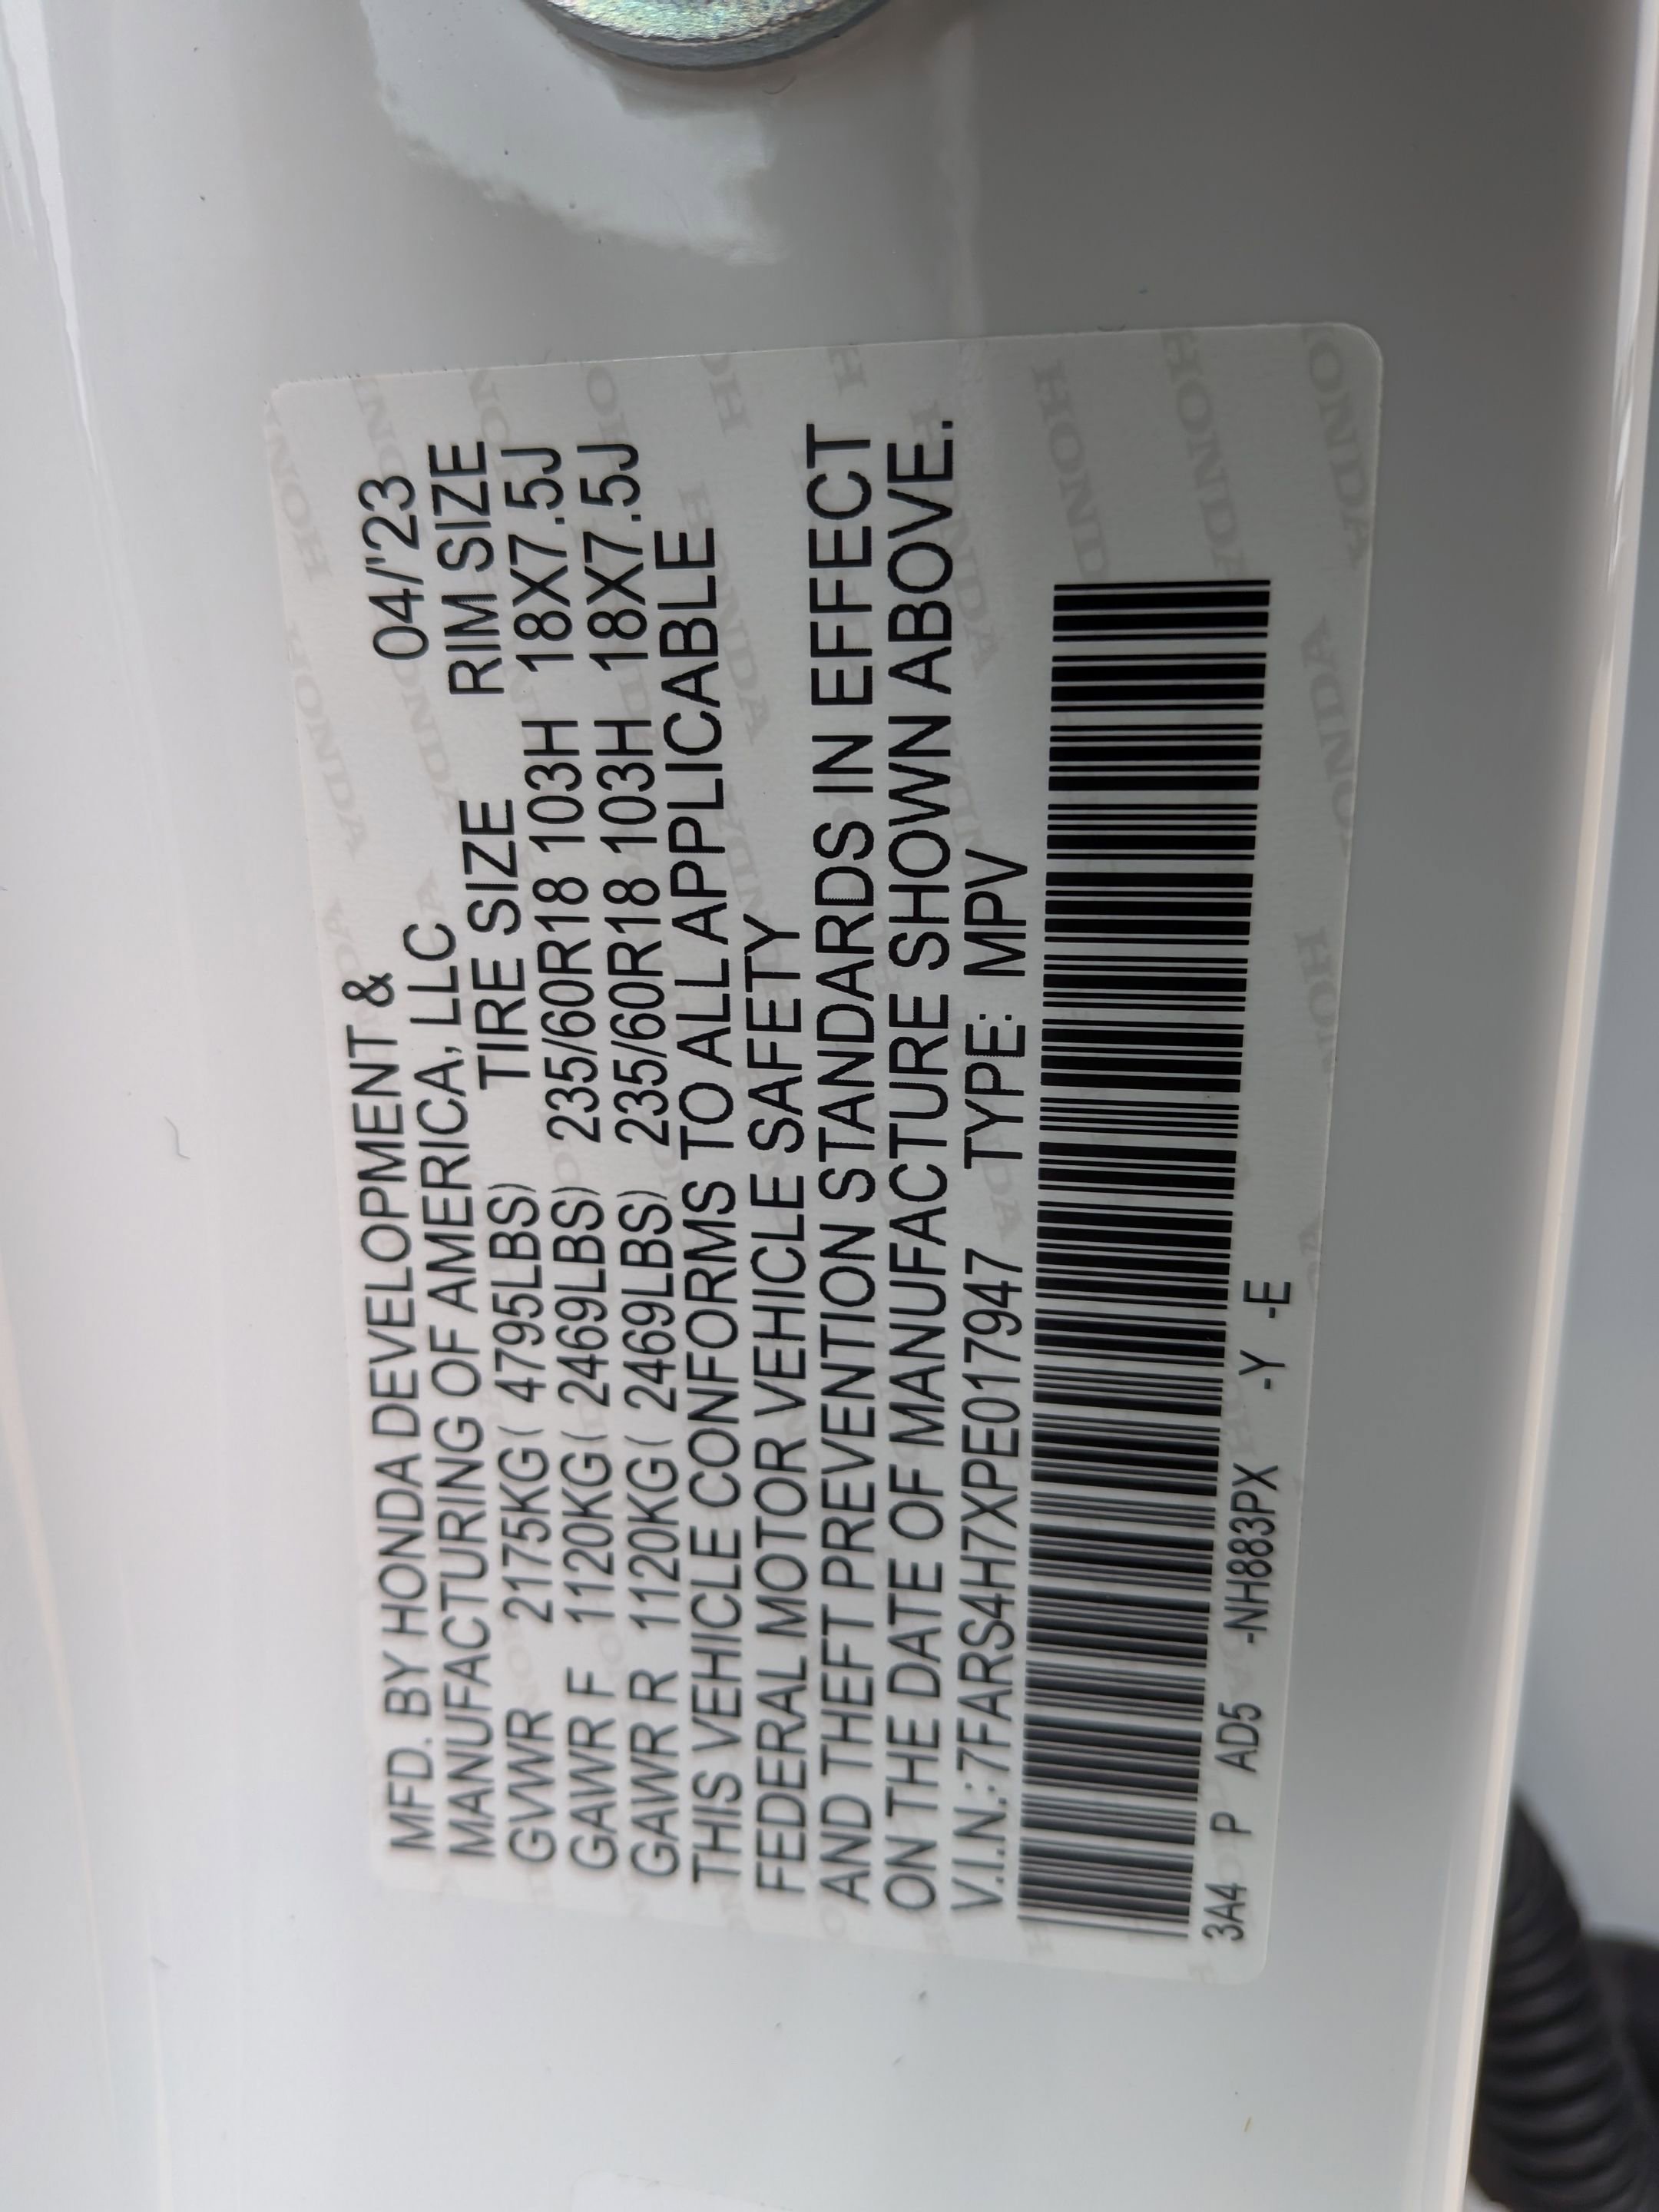 MFD. BY HONDA DEVELOPMENT &
MANUFACTURING OF AMERICA, LLC 04/'23
TIRE SIZE RIM SIZE
GVWR 2175KG( 4795LBS) 235/60R18 103H 18X7.5J
GAWR F 1120KG( 2469LBS) 235/60R18 103H 18X7.5J
GAWR R 1120KG( 2469LBS)
THIS VEHICLE CONFORMS TO ALL APPLICABLE
FEDERAL MOTOR VEHICLE SAFETY
AND THEFT PREVENTION STANDARDS IN EFFECT
ON THE DATE OF MANUFACTURE SHOWN ABOVE.
V.I.N.:7FARS4H7XPE017947 TYPE: MPV
3A4 P AD5 -NH883PX -Y -E